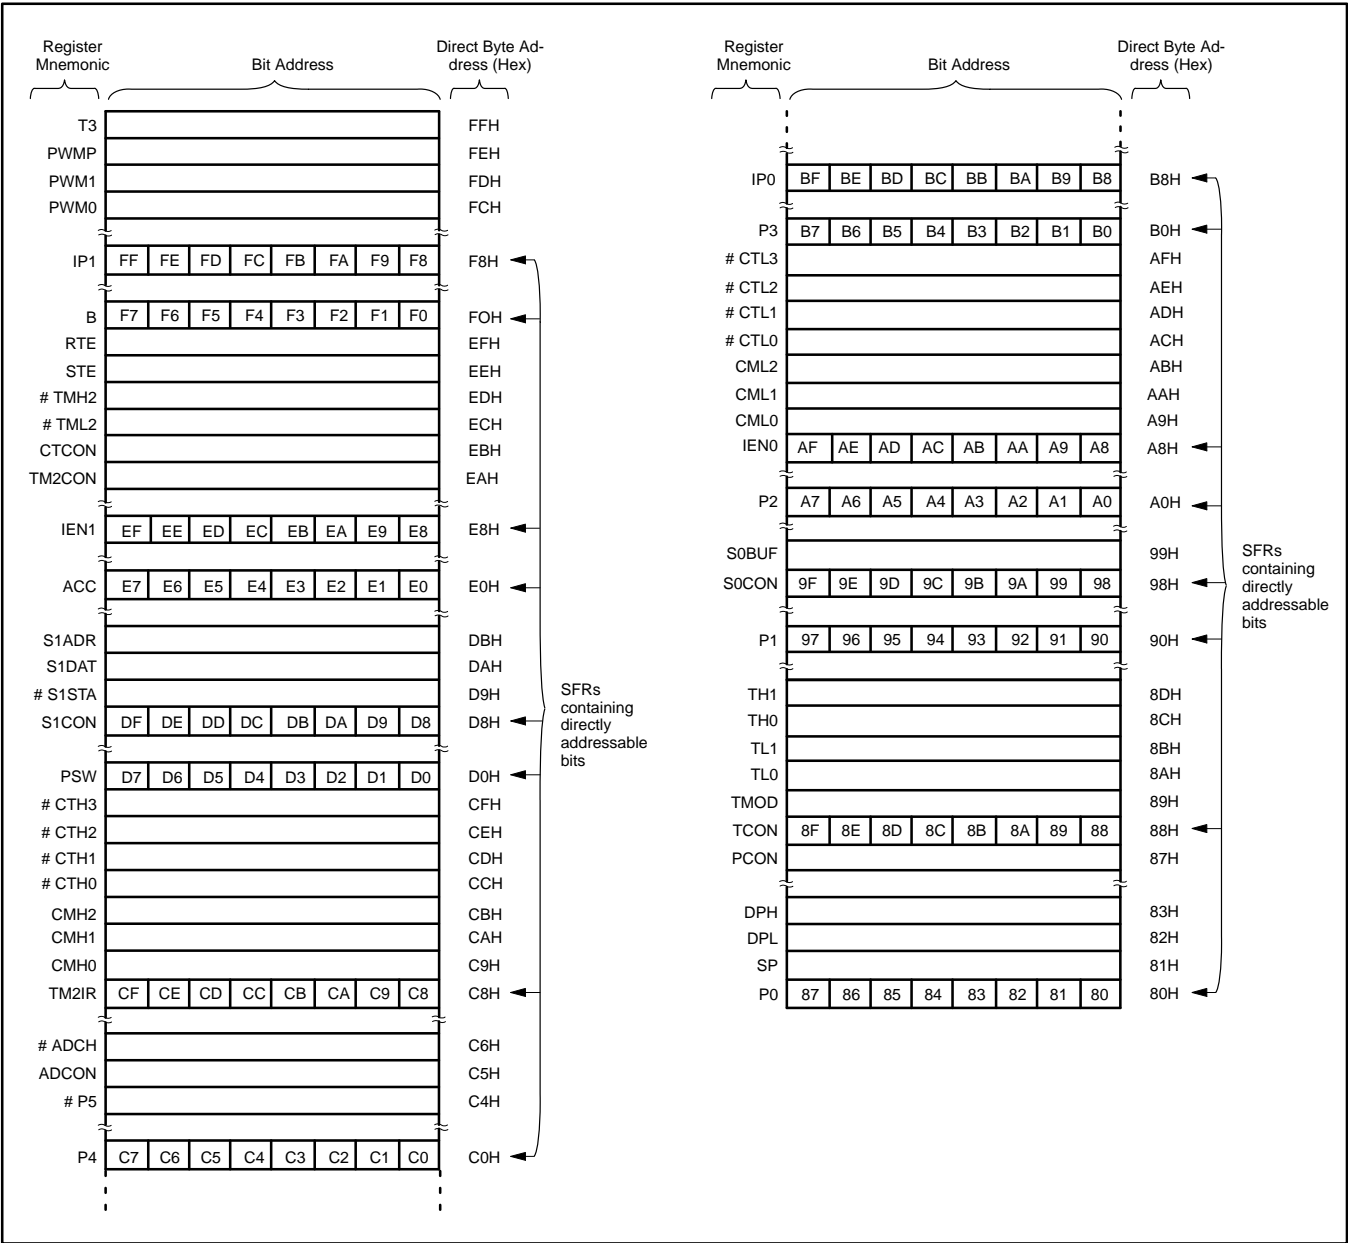 Register
Mnemonic
Bit Address
Direct Byte Ad-
dress (Hex)
T3 FFH
PWMP FEH
PWM1 FDH
PWM0 FCH
IP1 FF FE FD FC FB FA F9 F8 F8H
B F7 F6 F5 F4 F3 F2 F1 F0 FOH
RTE EFH
STE EEH
# TMH2 EDH
# TML2 ECH
CTCON EBH
TM2CON EAH
IEN1 EF EE ED EC EB EA E9 E8 E8H
ACC E7 E6 E5 E4 E3 E2 E1 E0 E0H
S1ADR DBH
S1DAT DAH
# S1STA D9H
S1CON DF DE DD DC DB DA D9 D8 D8H
PSW D7 D6 D5 D4 D3 D2 D1 D0 D0H
# CTH3 CFH
# CTH2 CEH
# CTH1 CDH
# CTH0 CCH
CMH2 CBH
CMH1 CAH
CMH0 C9H
TM2IR CF CE CD CC CB CA C9 C8 C8H
# ADCH C6H
ADCON C5H
# P5 C4H
P4 C7 C6 C5 C4 C3 C2 C1 C0 C0H
SFRs
containing
directly
addressable
bits
Register
Mnemonic
Bit Address
Direct Byte Ad-
dress (Hex)
IP0 BF BE BD BC BB BA B9 B8 B8H
P3 B7 B6 B5 B4 B3 B2 B1 B0 B0H
# CTL3 AFH
# CTL2 AEH
# CTL1 ADH
# CTL0 ACH
CML2 ABH
CML1 AAH
CML0 A9H
IEN0 AF AE AD AC AB AA A9 A8 A8H
P2 A7 A6 A5 A4 A3 A2 A1 A0 A0H
S0BUF 99H
S0CON 9F 9E 9D 9C 9B 9A 99 98 98H
P1 97 96 95 94 93 92 91 90 90H
TH1 8DH
TH0 8CH
TL1 8BH
TL0 8AH
TMOD 89H
TCON 8F 8E 8D 8C 8B 8A 89 88 88H
PCON 87H
DPH 83H
DPL 82H
SP 81H
P0 87 86 85 84 83 82 81 80 80H
SFRs
containing
directly
addressable
bits